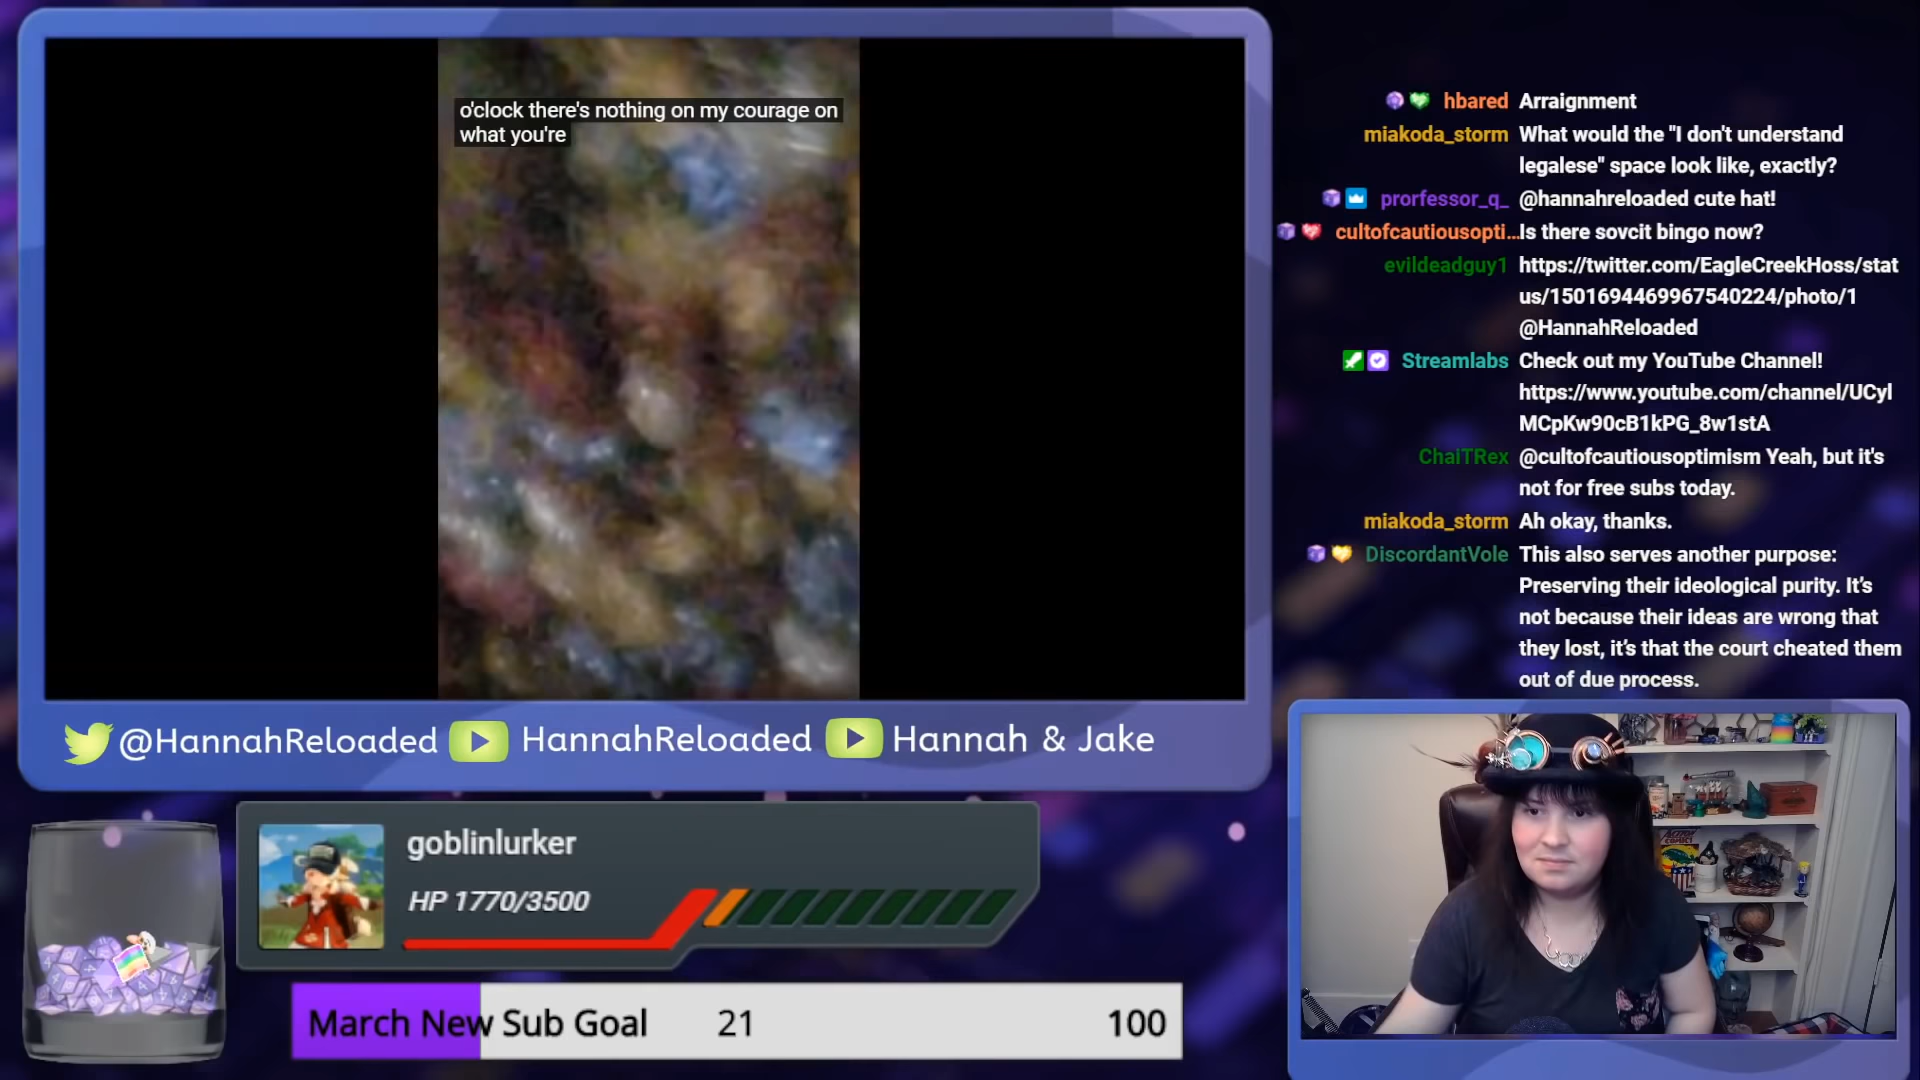 o'clock there's nothing on my courage on
what you're
@HannahReloaded HannahReloaded Hannah & Jake
goblinlurker
HP 1770/3500
March New Sub Goal 21 100
hbared Arraignment
miakoda_storm What would the "I don't understand
legalese" space look like, exactly?
prorfessor_q_ @hannahreloaded cute hat!
cultofcautiousopti... Is there sovcit bingo now?
evildeadguy1 https://twitter.com/EagleCreekHoss/stat
us/1501694469967540224/photo/1
@HannahReloaded
Streamlabs Check out my YouTube Channel!
https://www.youtube.com/channel/UCyl
MCpKw90cB1kPG_8w1stA
ChaiTRex @cultofcautiousoptimism Yeah, but it's
not for free subs today.
miakoda_storm Ah okay, thanks.
DiscordantVole This also serves another purpose:
Preserving their ideological purity. It’s
not because their ideas are wrong that
they lost, it’s that the court cheated them
out of due process.